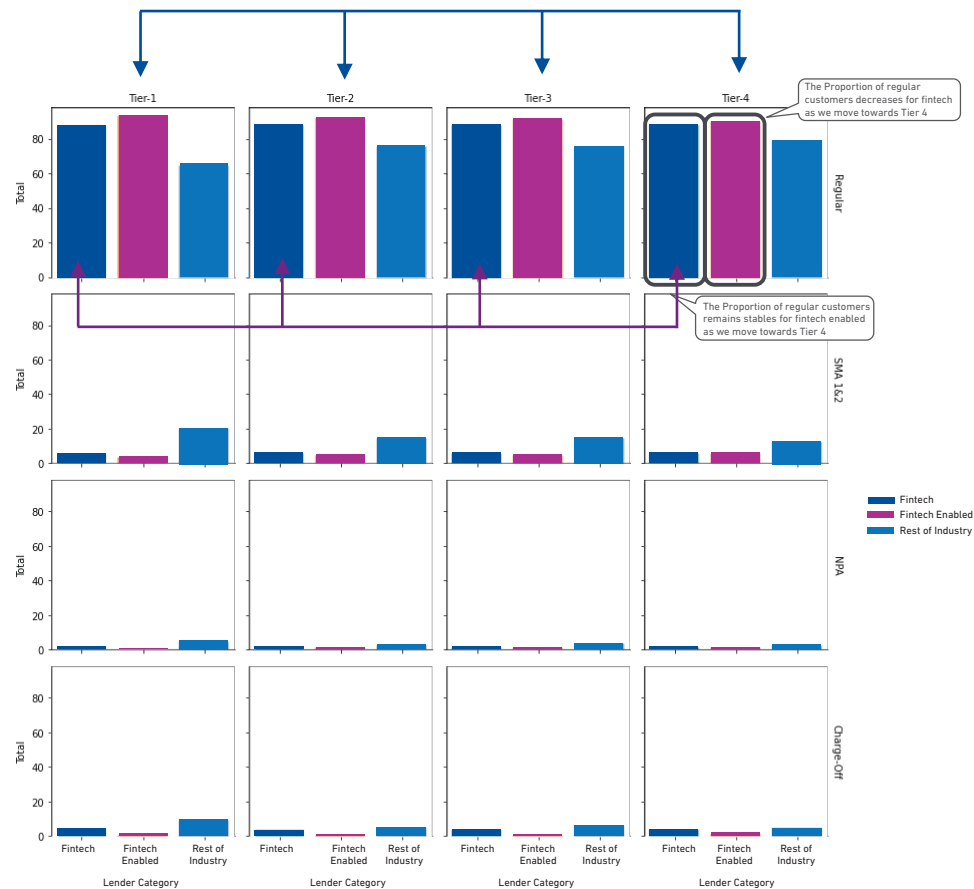 Tier-1
Tier-2
Tier-3
Tier-4
The Proportion of regular
customers decreases for fintech
as we move towards Tier 4
Total
80
60
40
20
0
Regular
The Proportion of regular customers
remains stables for fintech enabled
as we move towards Tier 4
Total
80
60
40
20
0
SMA 1&2
Total
80
60
40
20
0
NPA
Fintech
Fintech Enabled
Rest of Industry
Total
80
60
40
20
0
Charge-Off
Fintech
Fintech
Enabled
Rest of
Industry
Fintech
Fintech
Enabled
Rest of
Industry
Fintech
Fintech
Enabled
Rest of
Industry
Fintech
Fintech
Enabled
Rest of
Industry
Lender Category
Lender Category
Lender Category
Lender Category